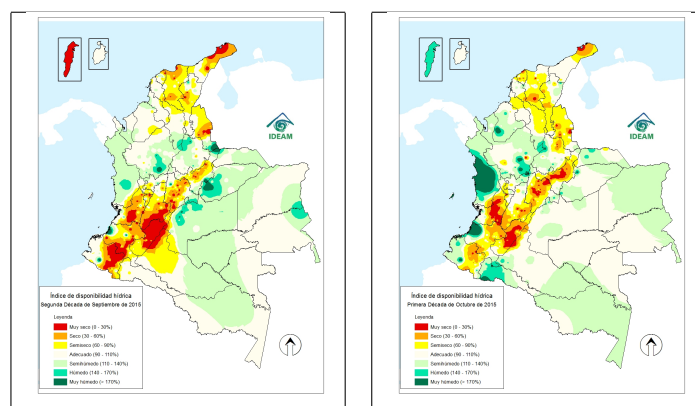 IDEAM
Índice de disponibilidad hídrica
Segunda Década de Septiembre de 2015
Leyenda
Muy seco (0 - 30%)
Seco (30 - 60%)
Semiseco (60 - 90%)
Adecuado (90 - 110%)
Semihúmedo (110 - 140%)
Húmedo (140 - 170%)
Muy húmedo (> 170%)
IDEAM
Índice de disponibilidad hídrica
Primera Década de Octubre de 2015
Leyenda
Muy seco (0 - 30%)
Seco (30 - 60%)
Semiseco (60 - 90%)
Adecuado (90 - 110%)
Semihúmedo (110 - 140%)
Húmedo (140 - 170%)
Muy húmedo (> 170%)